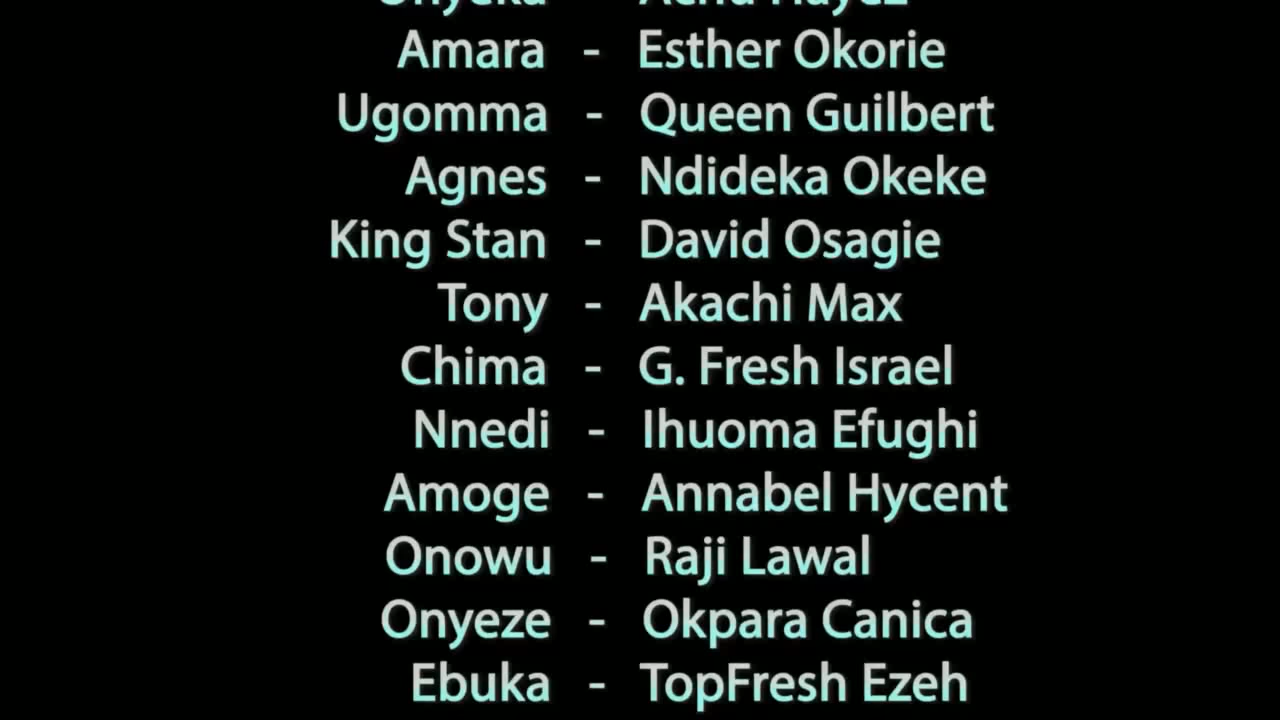 Amara - Esther Okorie
Ugomma - Queen Guilbert
Agnes - Ndideka Okeke
King Stan - David Osagie
Tony - Akachi Max
Chima - G. Fresh Israel
Nnedi - Ihuoma Efughi
Amoge - Annabel Hycent
Onowu - Raji Lawal
Onyeze - Okpara Canica
Ebuka - TopFresh Ezeh